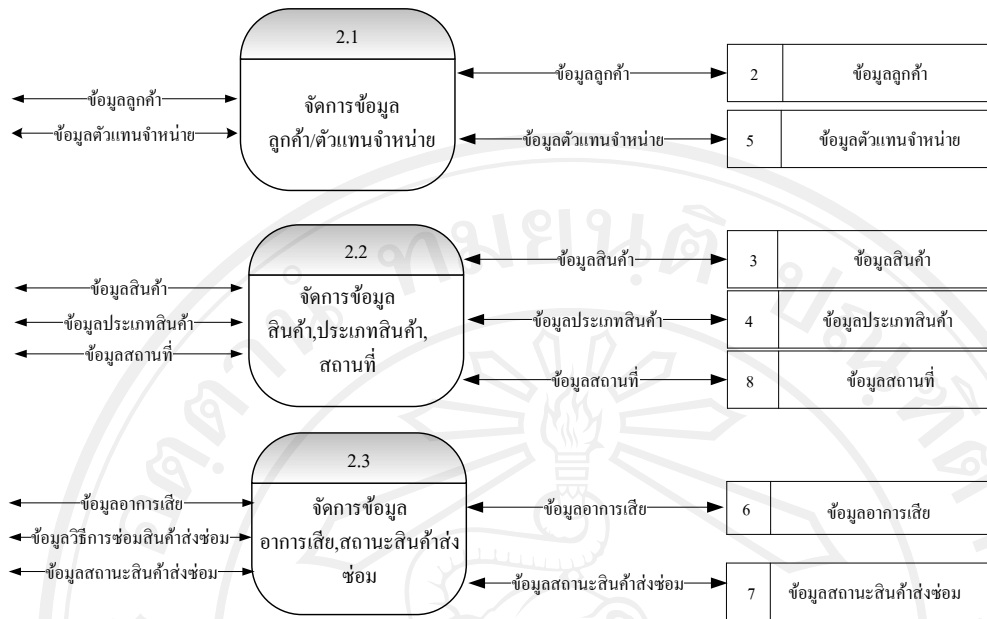 2.1
จัดการข้อมูล
ลูกค้า/ตัวแทนจำหน่าย
ข้อมูลลูกค้า
ข้อมูลตัวแทนจำหน่าย
ข้อมูลลูกค้า
ข้อมูลตัวแทนจำหน่าย
2 ข้อมูลลูกค้า
5 ข้อมูลตัวแทนจำหน่าย
2.2
จัดการข้อมูล
สินค้า,ประเภทสินค้า,
สถานที่
ข้อมูลสินค้า
ข้อมูลประเภทสินค้า
ข้อมูลสถานที่
ข้อมูลสินค้า
ข้อมูลประเภทสินค้า
ข้อมูลสถานที่
3 ข้อมูลสินค้า
4 ข้อมูลประเภทสินค้า
8 ข้อมูลสถานที่
2.3
จัดการข้อมูล
อาการเสีย,สถานะสินค้าส่ง
ซ่อม
ข้อมูลอาการเสีย
ข้อมูลวิธีการซ่อมสินค้าส่งซ่อม
ข้อมูลสถานะสินค้าส่งซ่อม
ข้อมูลอาการเสีย
ข้อมูลสถานะสินค้าส่งซ่อม
6 ข้อมูลอาการเสีย
7 ข้อมูลสถานะสินค้าส่งซ่อม